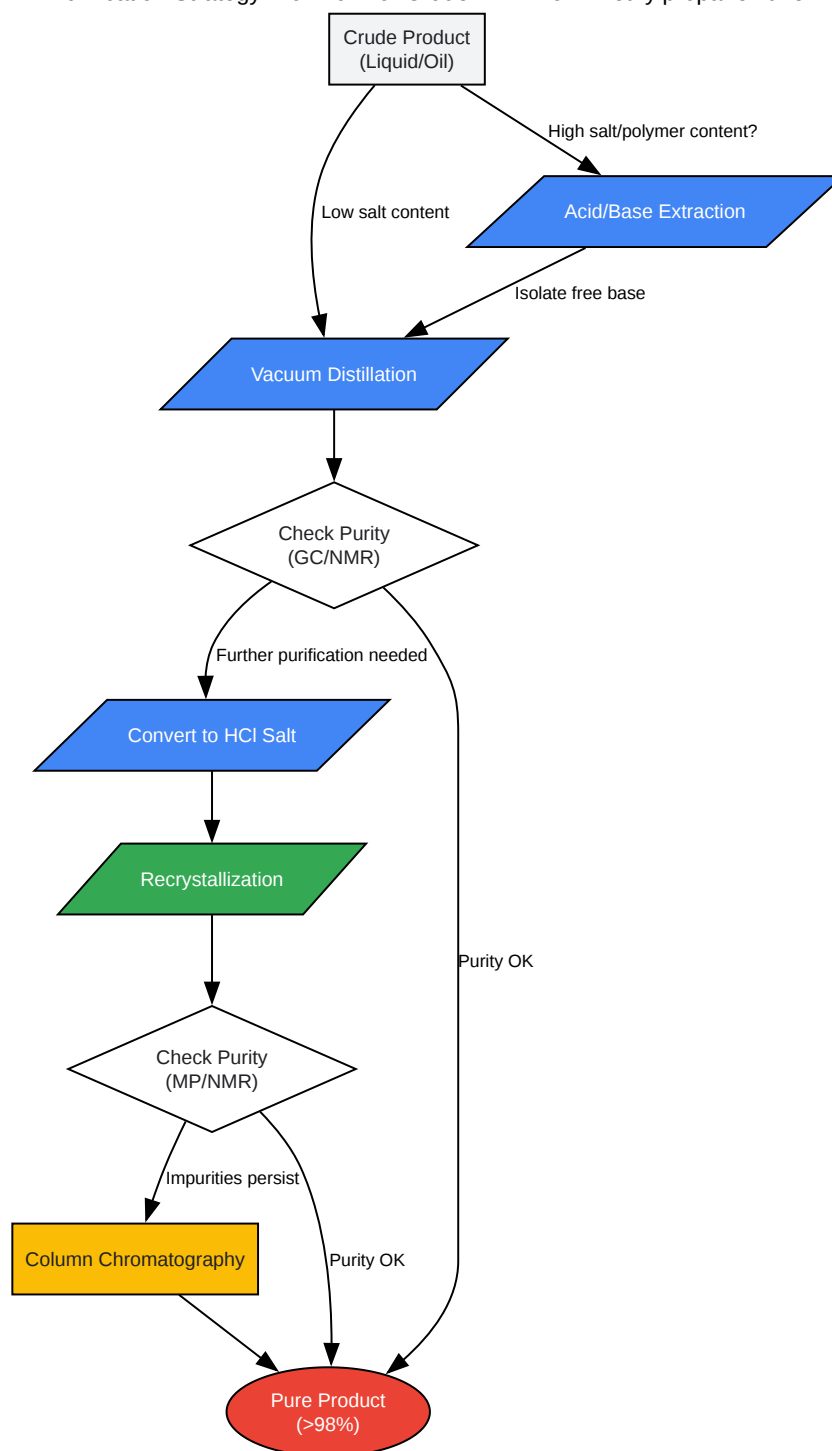 Crude Product
(Liquid/Oil)
High salt/polymer content?
Acid/Base Extraction
Low salt content
Isolate free base
Vacuum Distillation
Check Purity
(GC/NMR)
Further purification needed
Convert to HCl Salt
Recrystallization
Purity OK
Check Purity
(MP/NMR)
Impurities persist
Column Chromatography
Purity OK
Pure Product
(>98%)